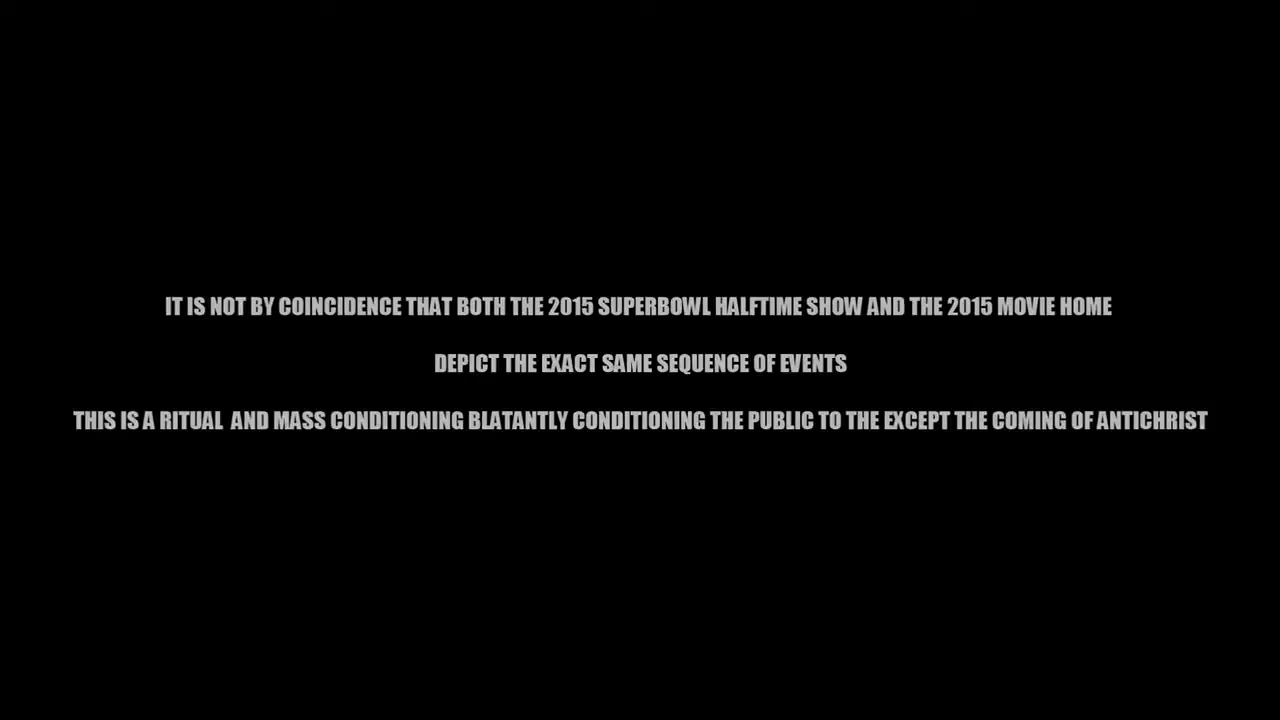 IT IS NOT BY COINCIDENCE THAT BOTH THE 2015 SUPERBOWL HALFTIME SHOW AND THE 2015 MOVIE HOME
DEPICT THE EXACT SAME SEQUENCE OF EVENTS
THIS IS A RITUAL  AND MASS CONDITIONING BLATANTLY CONDITIONING THE PUBLIC TO THE EXCEPT THE COMING OF ANTICHRIST